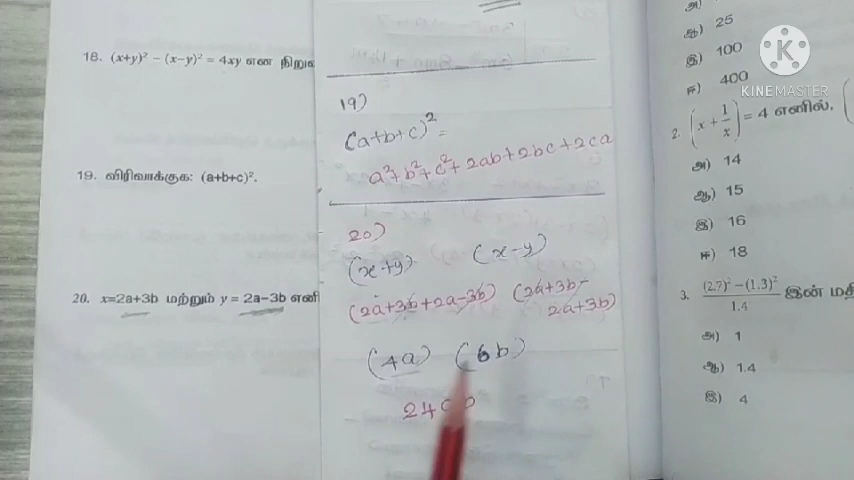 18. (x+y)² − (x−y)² = 4xy என
19. விரிவாக்குக: (a+b+c)².
20. x=2a+3b மற்றும் y = 2a−3b எனி
19)
(a+b+c)² =
a²+b²+c²+2ab+2bc+2ca
20)
(x+y) (x−y)
(2a+3b+2a−3b) (2a+3b−
2a+3b)
(4a) (6b)
ஆ) 25
இ) 100
ஈ) 400
KINEMASTER
2. (x + 1/x) = 4 எனில்,
அ) 14
ஆ) 15
இ) 16
ஈ) 18
3. (2.7)² − (1.3)² / 1.4 இன் மதி
அ) 1
ஆ) 1.4
இ) 4